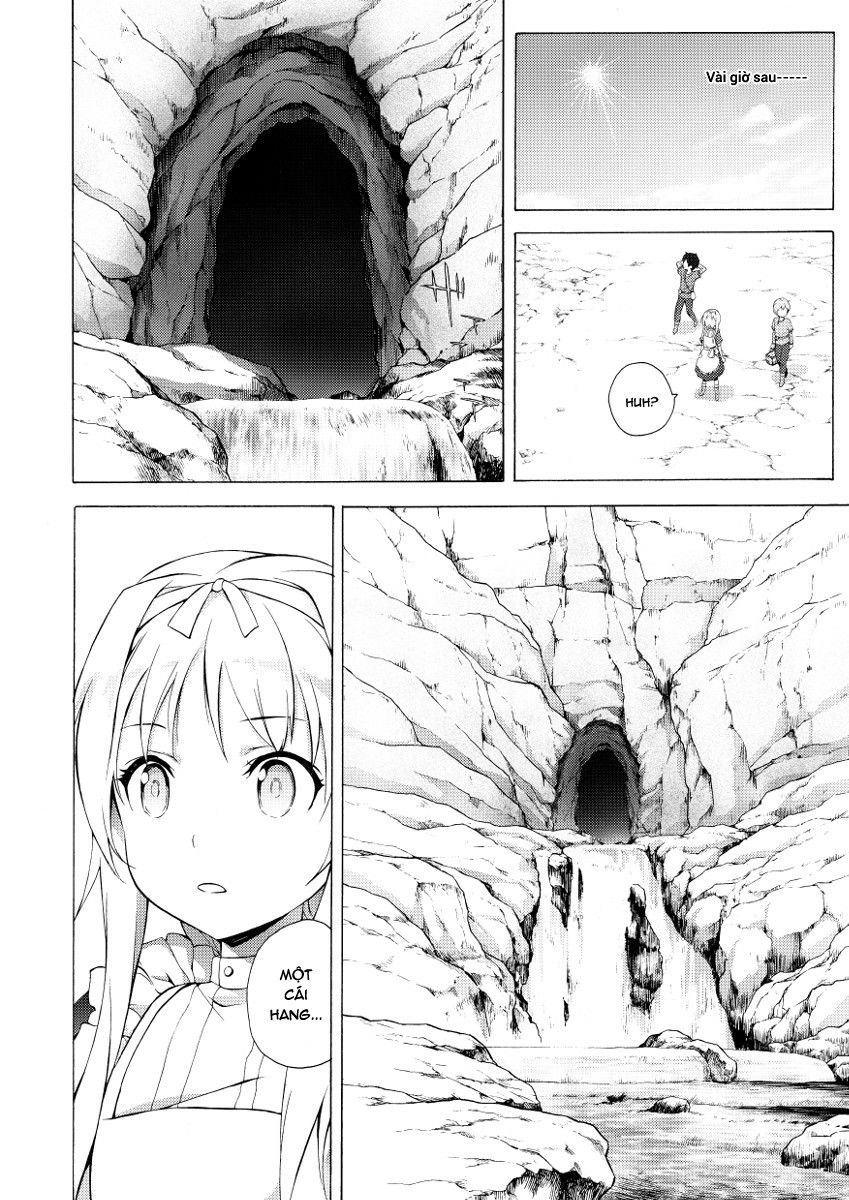 Vài giờ sau-----
HUH?
MỘT
CÁI
HANG...